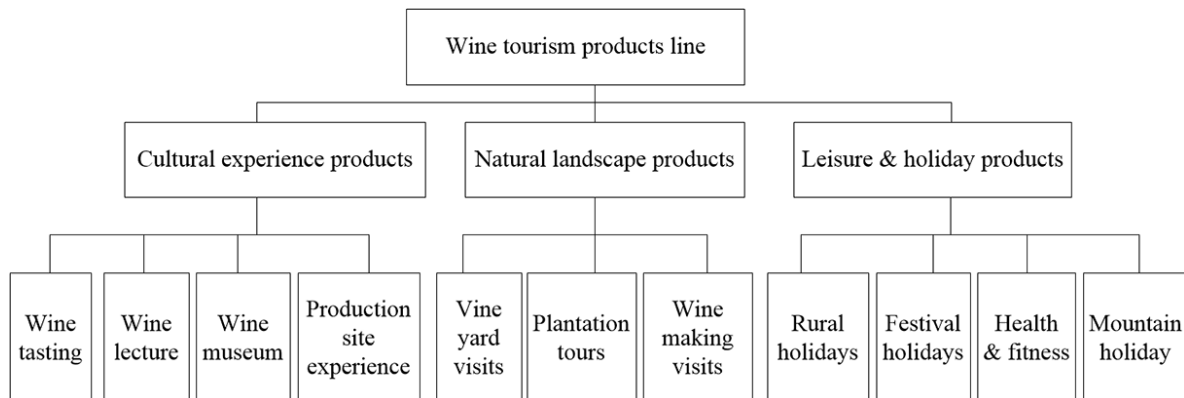 Wine tourism products line
Cultural experience products
Natural landscape products
Leisure & holiday products
Wine
tasting
Wine
lecture
Wine
museum
Production
site
experience
Vine
yard
visits
Plantation
tours
Wine
making
visits
Rural
holidays
Festival
holidays
Health
& fitness
Mountain
holiday